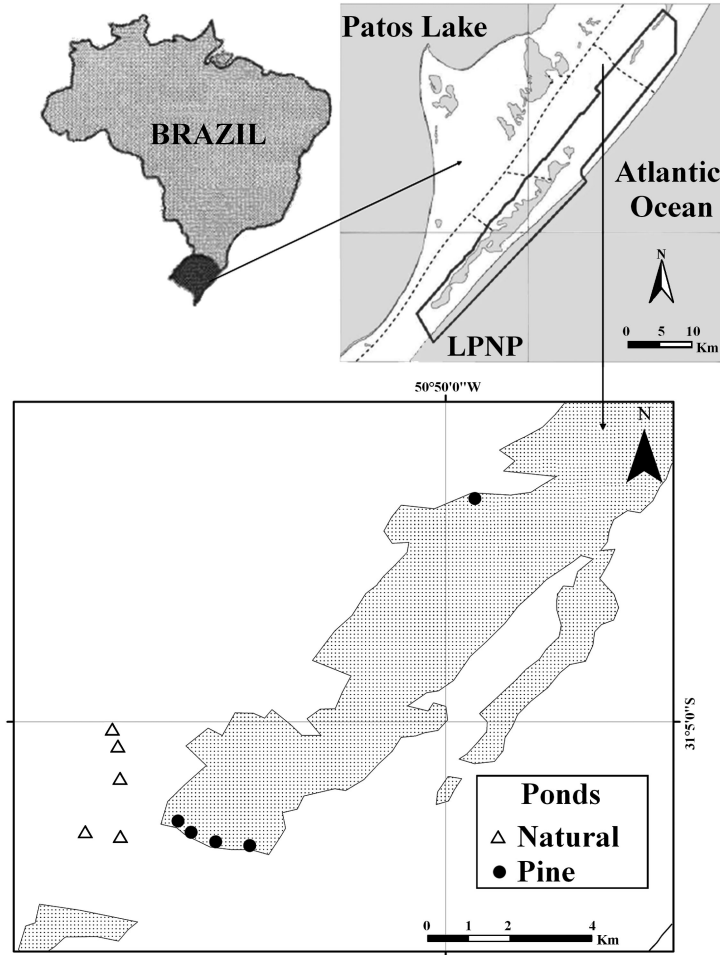 BRAZIL
Patos Lake
Atlantic
Ocean
N
0 5 10
Km
LPNP
50°50'0"W
N
31°5'0"S
Ponds
Natural
Pine
0 1 2 4
Km